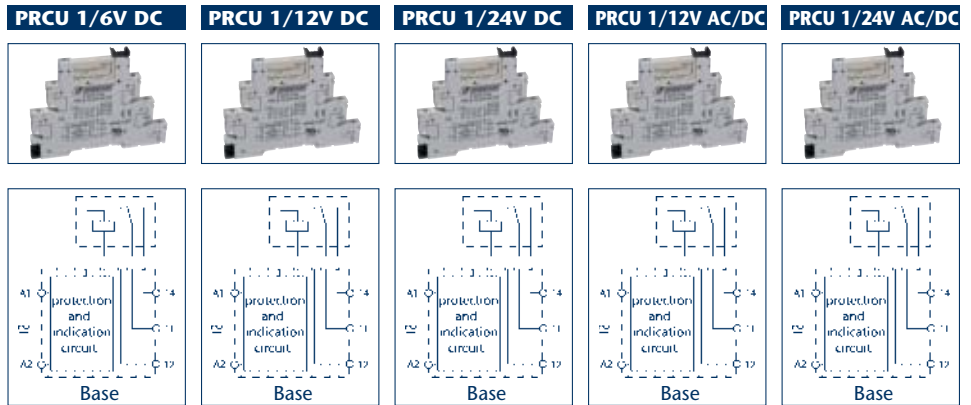 PRCU 1/6V DC
PRCU 1/12V DC
PRCU 1/24V DC
PRCU 1/12V AC/DC
PRCU 1/24V AC/DC
A1
14
protection
and
indication
circuit
11
A2
12
Base
A1
14
protection
and
indication
circuit
11
A2
12
Base
A1
14
protection
and
indication
circuit
11
A2
12
Base
A1
14
protection
and
indication
circuit
11
A2
12
Base
A1
14
protection
and
indication
circuit
11
A2
12
Base